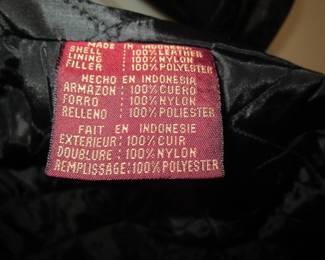 MADE IN INDONESIA
SHELL : 100% LEATHER
LINING : 100% NYLON
FILLER : 100% POLYESTER
HECHO EN INDONESIA
ARMAZON : 100% CUERO
FORRO : 100% NYLON
RELLENO : 100% POLIESTER
FAIT EN INDONESIE
EXTERIEUR: 100% CUIR
DOUBLURE : 100% NYLON
REMPLISSAGE: 100% POLYESTER